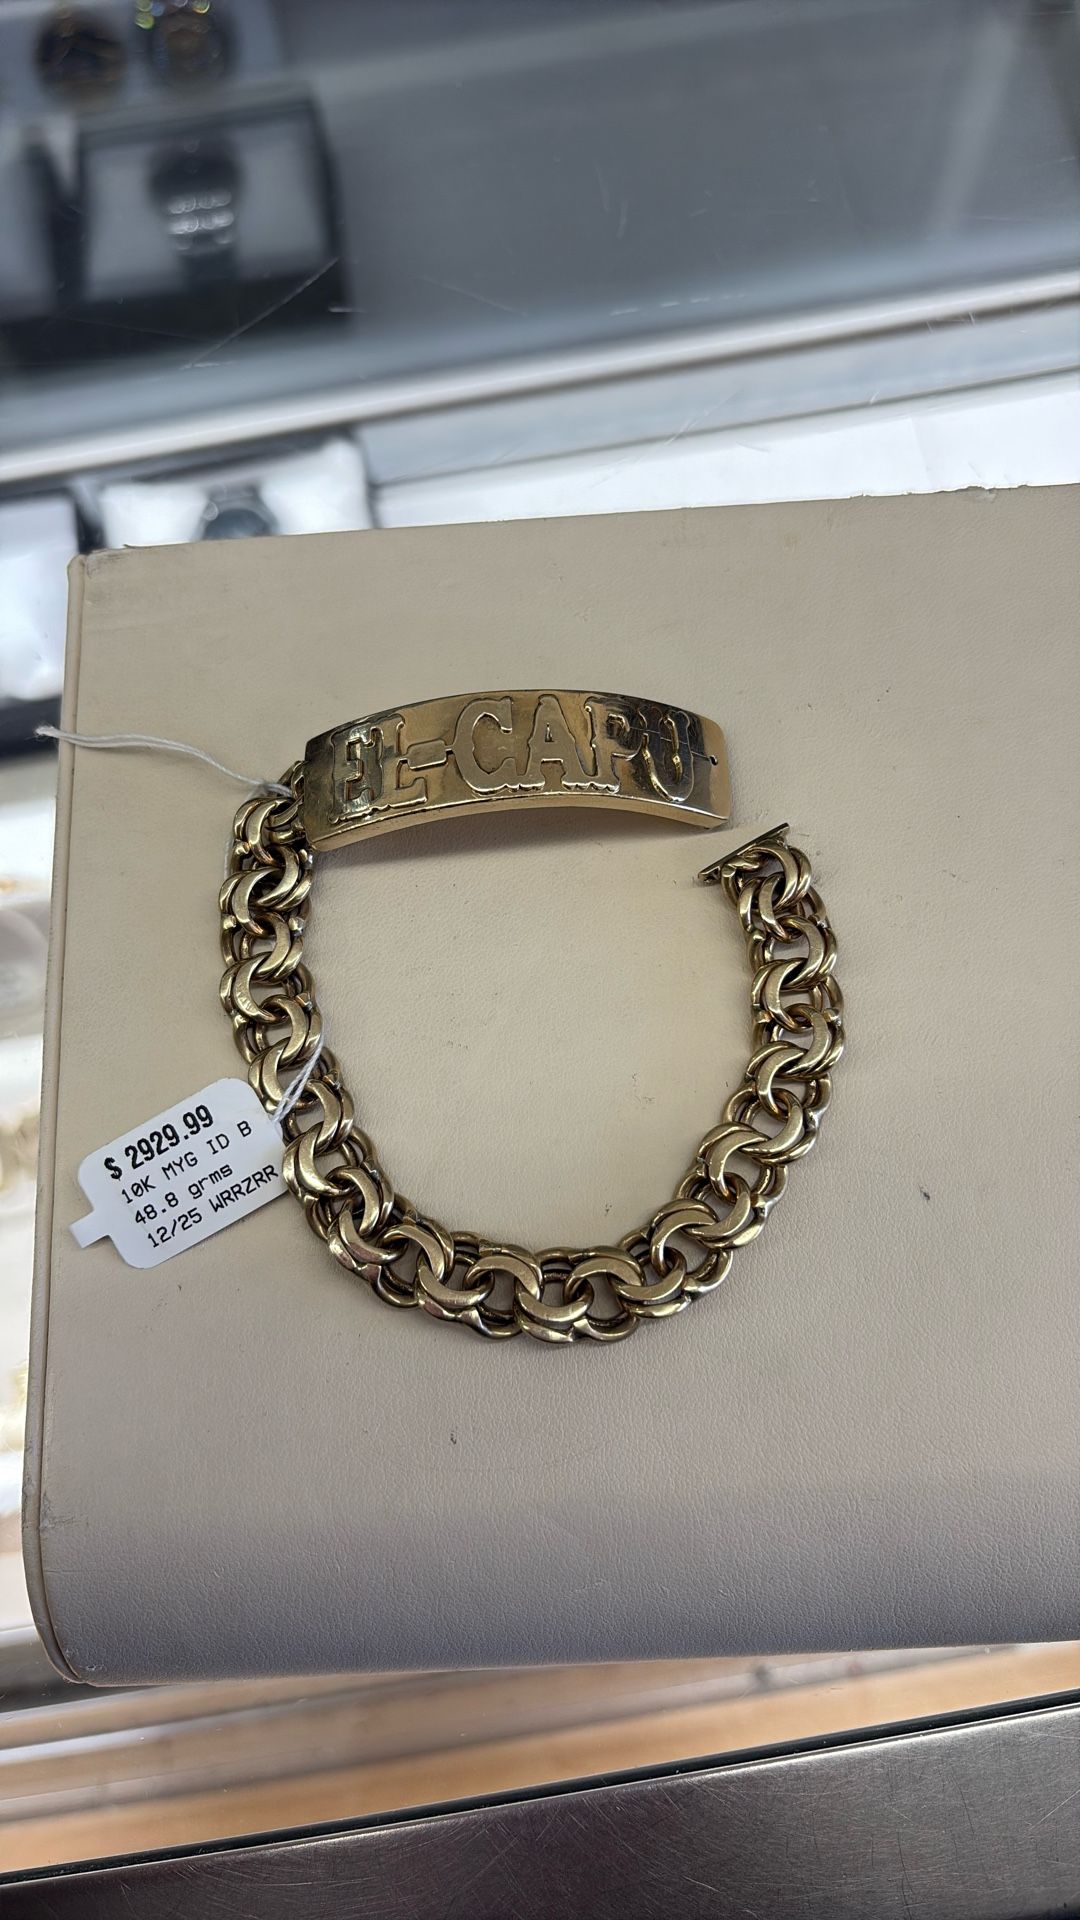 EL-CAPU
$ 2929.99
10K MYG ID B
48.8 grms
12/25 WRRZRR